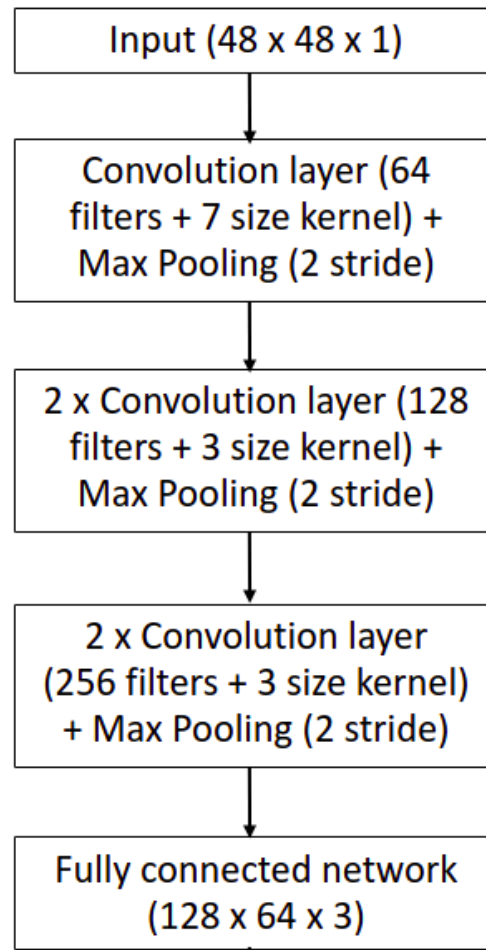 Input (48 x 48 x 1)
Convolution layer (64
filters + 7 size kernel) +
Max Pooling (2 stride)
2 x Convolution layer (128
filters + 3 size kernel) +
Max Pooling (2 stride)
2 x Convolution layer
(256 filters + 3 size kernel)
+ Max Pooling (2 stride)
Fully connected network
(128 x 64 x 3)